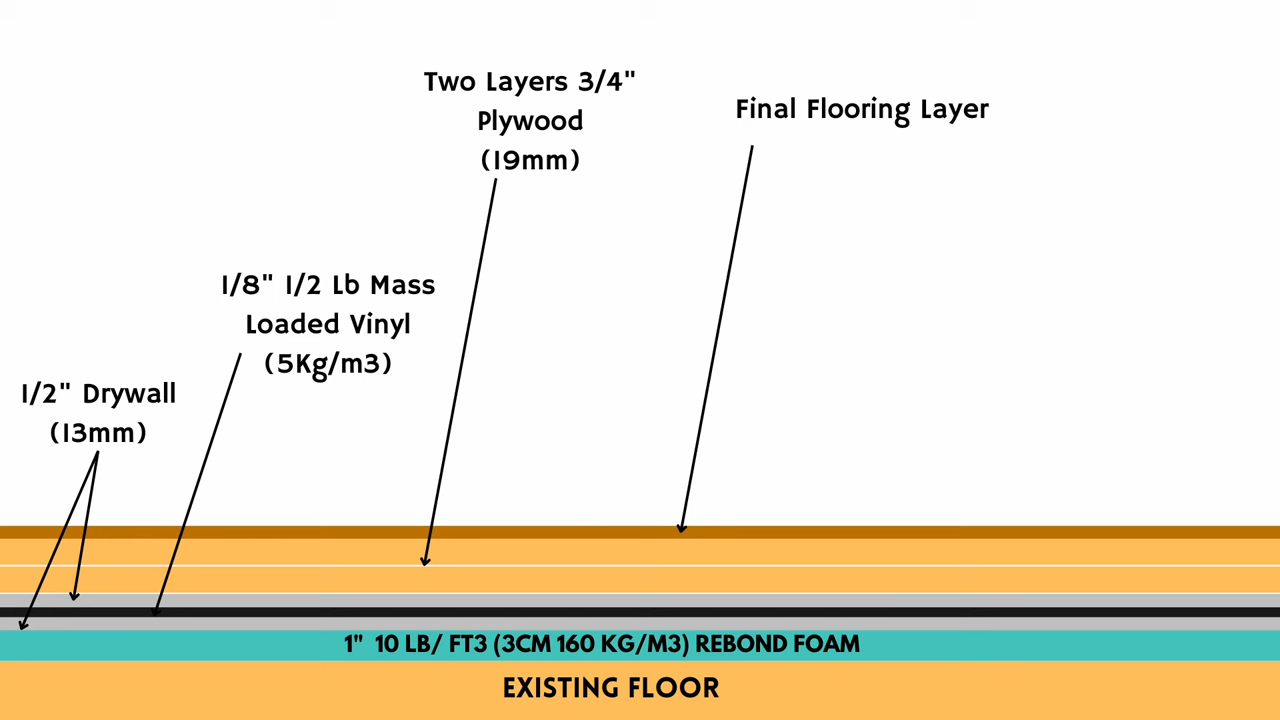 Two Layers 3/4"
Plywood
(19mm)
Final Flooring Layer
1/8" 1/2 Lb Mass
Loaded Vinyl
(5Kg/m3)
1/2" Drywall
(13mm)
1" 10 LB/ FT3 (3CM 160 KG/M3) REBOND FOAM
EXISTING FLOOR